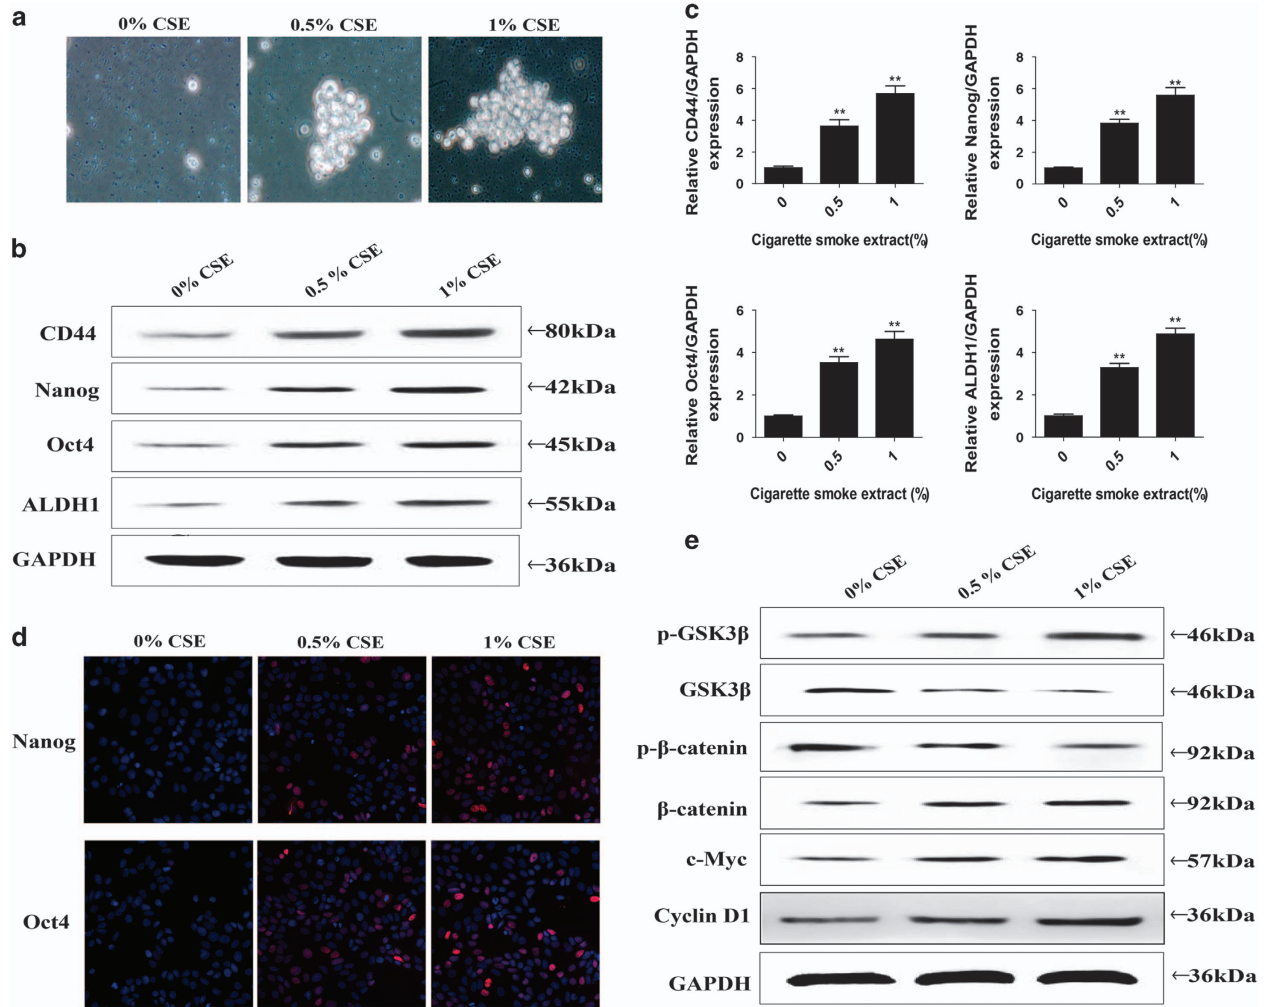 a
0% CSE
0.5% CSE
1% CSE
b
0% CSE
0.5 % CSE
1% CSE
CD44
←80kDa
Nanog
←42kDa
Oct4
←45kDa
ALDH1
←55kDa
GAPDH
←36kDa
c
Relative CD44/GAPDH
expression
8
6
4
2
0
**
**
0
0.5
1
Cigarette smoke extract(%)
Relative Nanog/GAPDH
expression
8
6
4
2
0
**
**
0
0.5
1
Cigarette smoke extract(%)
Relative Oct4/GAPDH
expression
6
4
2
0
**
**
0
0.5
1
Cigarette smoke extract (%)
Relative ALDH1/GAPDH
expression
6
4
2
0
**
**
0
0.5
1
Cigarette smoke extract(%)
d
0% CSE
0.5% CSE
1% CSE
Nanog
Oct4
e
0% CSE
0.5 % CSE
1% CSE
p-GSK3β
←46kDa
GSK3β
←46kDa
p-β-catenin
←92kDa
β-catenin
←92kDa
c-Myc
←57kDa
Cyclin D1
←36kDa
GAPDH
←36kDa